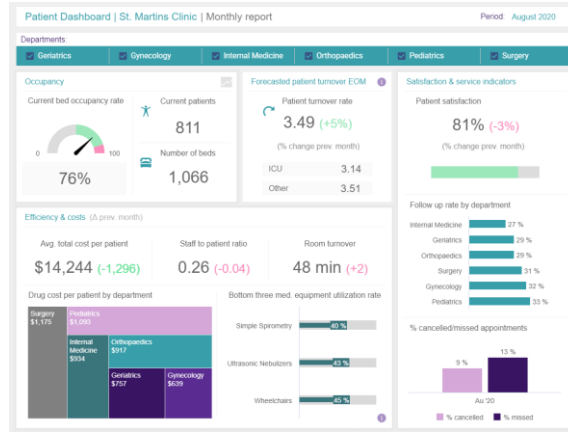 Patient Dashboard | St. Martins Clinic | Monthly report
Period: August 2020
Departments
Geriatrics
Gynecology
Internal Medicine
Orthopaedics
Pediatrics
Surgery
Occupancy
Current bed occupancy rate
0
100
76%
Current patients
811
Number of beds
1,066
Forecasted patient turnover EOM
Patient turnover rate
3.49 (+5%)
(% change prev. month)
ICU 3.14
Other 3.51
Satisfaction & service indicators
Patient satisfaction
81% (-3%)
(% change prev. month)
Follow up rate by department
Internal Medicine 27 %
Geriatrics 29 %
Orthopaedics 29 %
Surgery 31 %
Gynecology 32 %
Pediatrics 33 %
% cancelled/missed appointments
9 %
13 %
Au '20
% cancelled
% missed
Efficiency & costs (Δ prev. month)
Avg. total cost per patient
$14,244 (-1,296)
Staff to patient ratio
0.26 (-0.04)
Room turnover
48 min (+2)
Drug cost per patient by department
Surgery
$1,175
Pediatrics
$1,093
Internal
Medicine
$934
Orthopaedics
$917
Geriatrics
$757
Gynecology
$639
Bottom three med. equipment utilization rate
Simple Spirometry 40 %
Ultrasonic Nebulizers 43 %
Wheelchairs 45 %